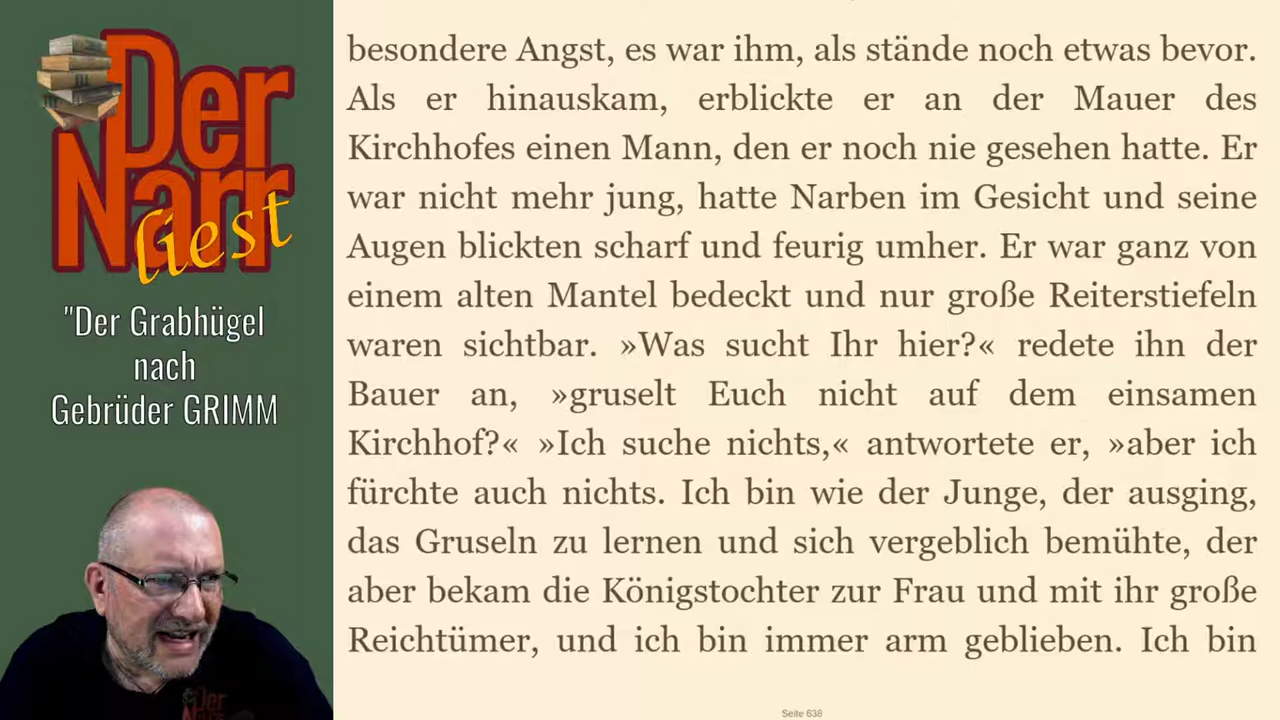 Der
Narr
liest
"Der Grabhügel
nach
Gebrüder GRIMM
besondere Angst, es war ihm, als stände noch etwas bevor.
Als er hinauskam, erblickte er an der Mauer des
Kirchhofes einen Mann, den er noch nie gesehen hatte. Er
war nicht mehr jung, hatte Narben im Gesicht und seine
Augen blickten scharf und feurig umher. Er war ganz von
einem alten Mantel bedeckt und nur große Reiterstiefeln
waren sichtbar. »Was sucht Ihr hier?« redete ihn der
Bauer an, »gruselt Euch nicht auf dem einsamen
Kirchhof?« »Ich suche nichts,« antwortete er, »aber ich
fürchte auch nichts. Ich bin wie der Junge, der ausging,
das Gruseln zu lernen und sich vergeblich bemühte, der
aber bekam die Königstochter zur Frau und mit ihr große
Reichtümer, und ich bin immer arm geblieben. Ich bin
Seite 638
Der
Narr